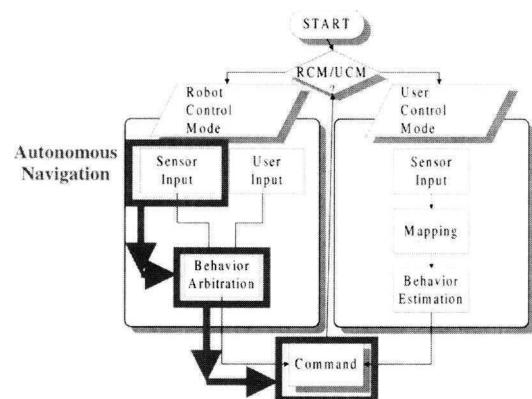 START
RCM/UCM
?
Robot
Control
Mode
User
Control
Mode
Autonomous
Navigation
Sensor
Input
User
Input
Behavior
Arbitration
Sensor
Input
Mapping
Behavior
Estimation
Command